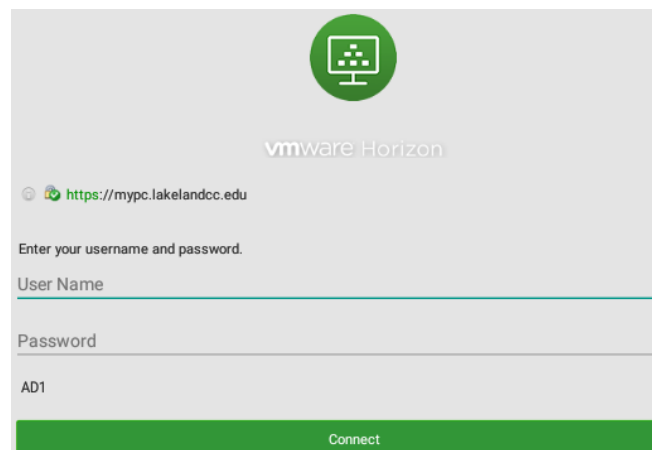 vmware Horizon
https://mypc.lakelandcc.edu
Enter your username and password.
User Name
Password
AD1
Connect